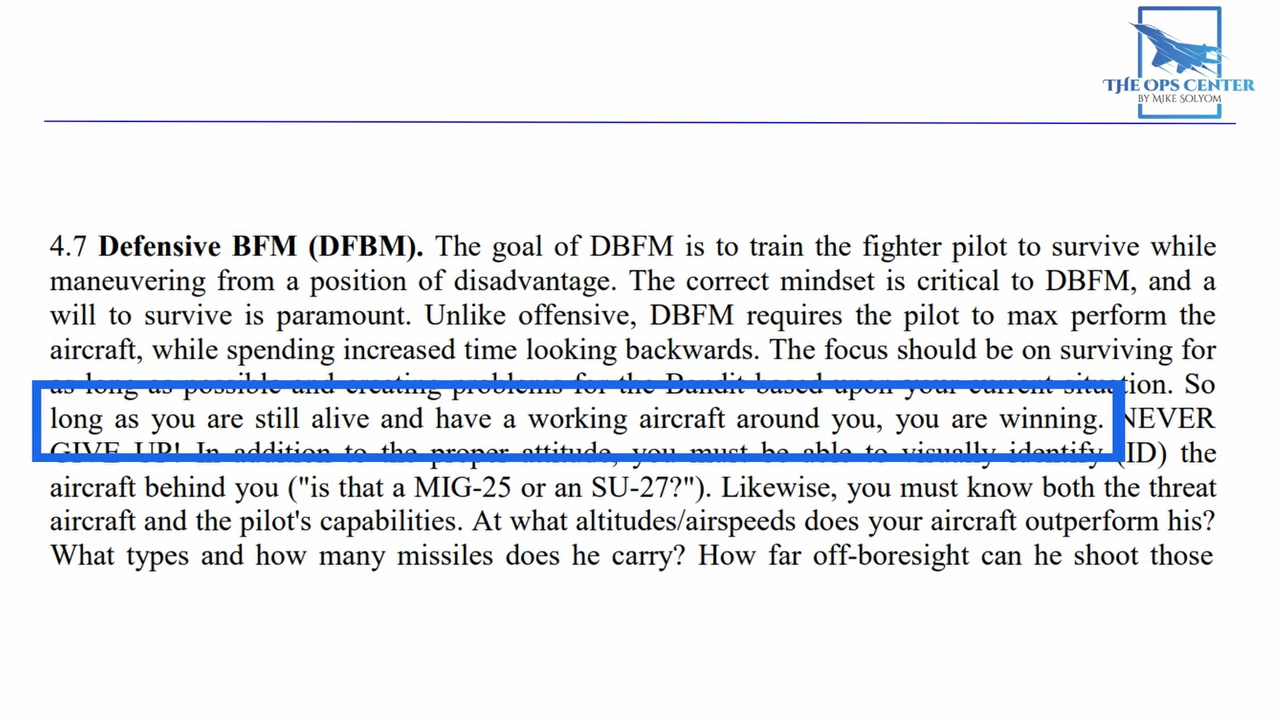 THE OPS CENTER
BY MIKE SOLYOM
4.7 Defensive BFM (DFBM). The goal of DBFM is to train the fighter pilot to survive while
maneuvering from a position of disadvantage. The correct mindset is critical to DBFM, and a
will to survive is paramount. Unlike offensive, DBFM requires the pilot to max perform the
aircraft, while spending increased time looking backwards. The focus should be on surviving for
as long as possible and creating problems for the Bandit based upon your current situation. So
long as you are still alive and have a working aircraft around you, you are winning. NEVER
GIVE UP! In addition to the proper attitude, you must be able to visually identify (ID) the
aircraft behind you ("is that a MIG-25 or an SU-27?"). Likewise, you must know both the threat
aircraft and the pilot's capabilities. At what altitudes/airspeeds does your aircraft outperform his?
What types and how many missiles does he carry? How far off-boresight can he shoot those